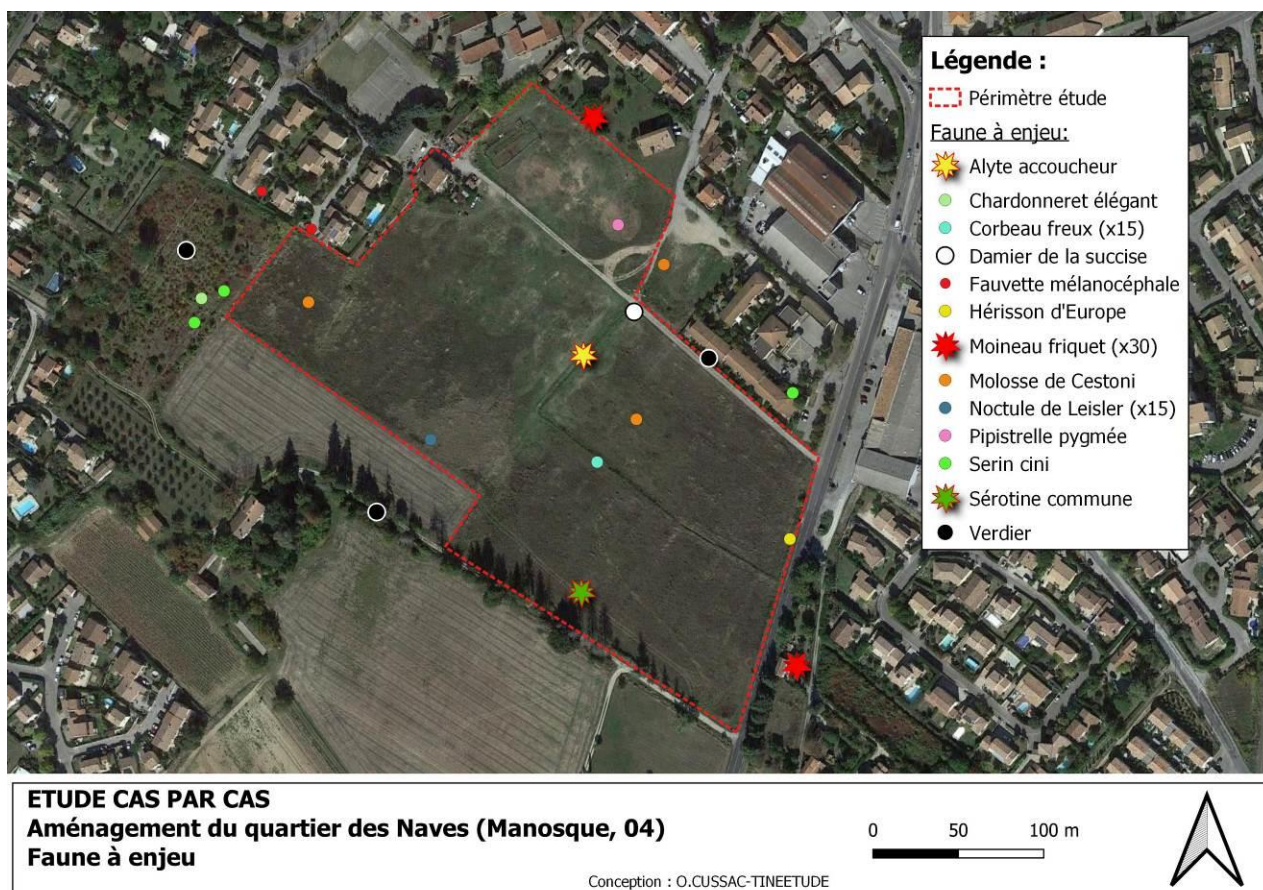 Légende :
Périmètre étude
Faune à enjeu:
Alyte accoucheur
Chardonneret élégant
Corbeau freux (x15)
Damier de la succise
Fauvette mélanocéphale
Hérisson d'Europe
Moineau friquet (x30)
Molosse de Cestoni
Noctule de Leisler (x15)
Pipistrelle pygmée
Serin cini
Sérotine commune
Verdier
ETUDE CAS PAR CAS
Aménagement du quartier des Naves (Manosque, 04)
Faune à enjeu
0 50 100 m
Conception : O.CUSSAC-TINEETUDE